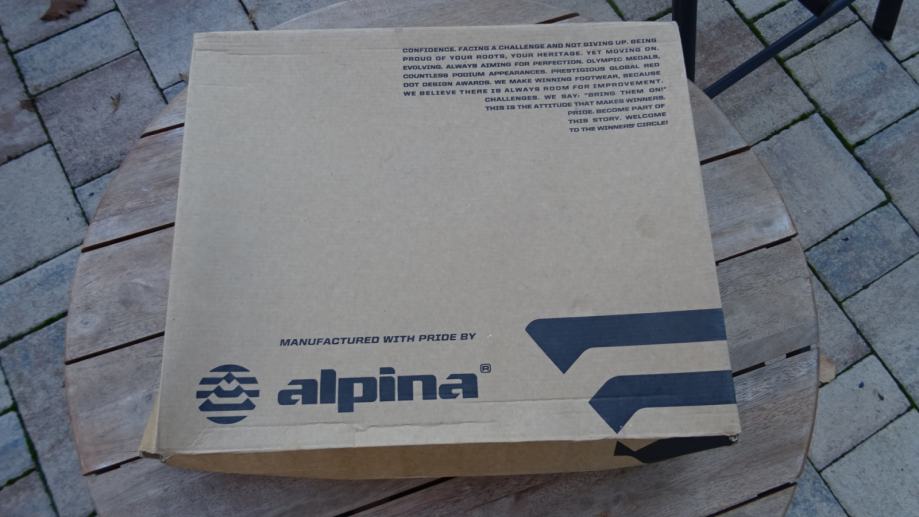 CONFIDENCE. FACING A CHALLENGE AND NOT GIVING UP. BEING
PROUD OF YOUR ROOTS, YOUR HERITAGE. YET MOVING ON.
EVOLVING, ALWAYS AIMING FOR PERFECTION. OLYMPIC MEDALS,
COUNTLESS PODIUM APPEARANCES. PRESTIGIOUS GLOBAL RED
DOT DESIGN AWARDS. WE MAKE WINNING FOOTWEAR, BECAUSE
WE BELIEVE THERE IS ALWAYS ROOM FOR IMPROVEMENT.
CHALLENGES. WE SAY: "BRING THEM ON!"
THIS IS THE ATTITUDE THAT MAKES WINNERS.
PRIDE. BECOME PART OF
THIS STORY. WELCOME
TO THE WINNERS' CIRCLE!
MANUFACTURED WITH PRIDE BY
alpina®